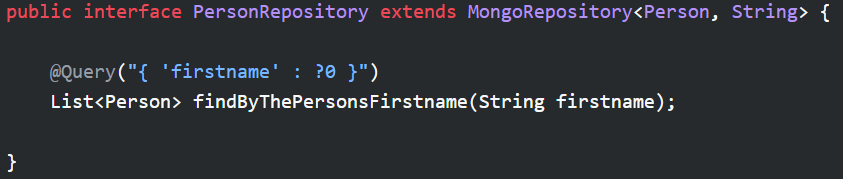 public interface PersonRepository extends MongoRepository<Person, String> {
@Query("{ 'firstname' : ?0 }")
List<Person> findByThePersonsFirstname(String firstname);
}